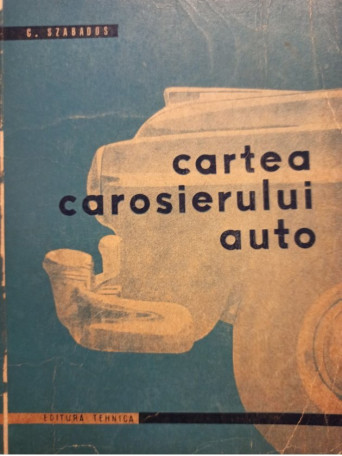 C. SZABADOS
cartea
carosierului
auto
EDITURA TEHNICA